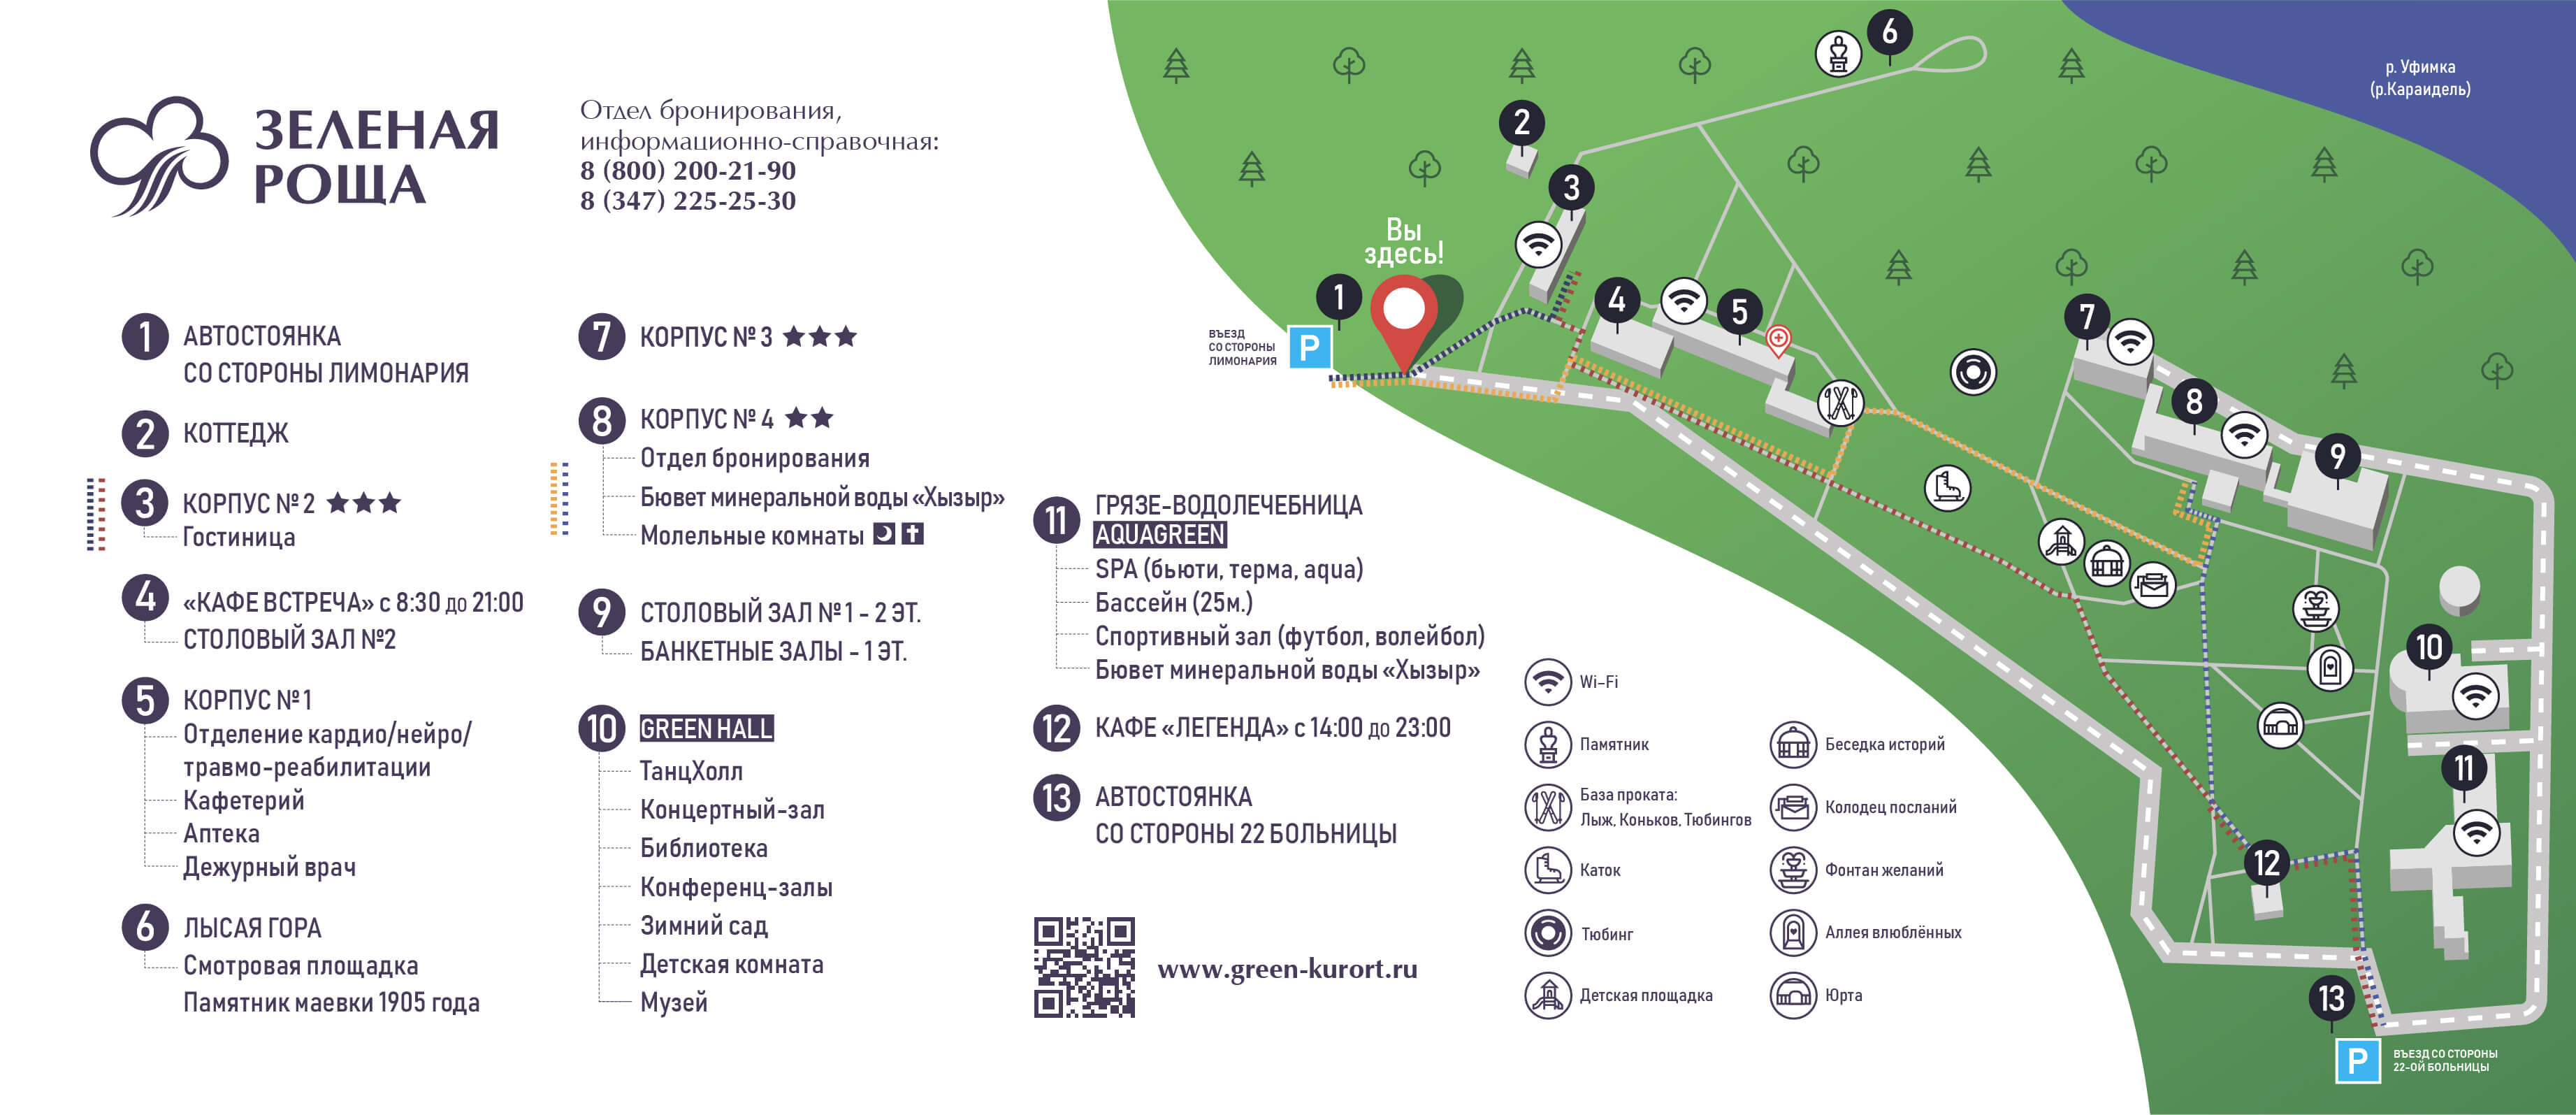 ЗЕЛЕНАЯ
РОЩА
Отдел бронирования,
информационно-справочная:
8 (800) 200-21-90
8 (347) 225-25-30
1 АВТОСТОЯНКА
СО СТОРОНЫ ЛИМОНАРИЯ
2 КОТТЕДЖ
3 КОРПУС № 2 ★★★
Гостиница
4 «КАФЕ ВСТРЕЧА» с 8:30 до 21:00
СТОЛОВЫЙ ЗАЛ №2
5 КОРПУС № 1
Отделение кардио/нейро/
травмо-реабилитации
Кафетерий
Аптека
Дежурный врач
6 ЛЫСАЯ ГОРА
Смотровая площадка
Памятник маевки 1905 года
7 КОРПУС № 3 ★★★
8 КОРПУС № 4 ★★
Отдел бронирования
Бювет минеральной воды «Хызыр»
Молельные комнаты
9 СТОЛОВЫЙ ЗАЛ № 1 - 2 ЭТ.
БАНКЕТНЫЕ ЗАЛЫ - 1 ЭТ.
10 GREEN HALL
ТанцХолл
Концертный-зал
Библиотека
Конференц-залы
Зимний сад
Детская комната
Музей
11 ГРЯЗЕ-ВОДОЛЕЧЕБНИЦА
AQUAGREEN
SPA (бьюти, терма, aqua)
Бассейн (25м.)
Спортивный зал (футбол, волейбол)
Бювет минеральной воды «Хызыр»
12 КАФЕ «ЛЕГЕНДА» с 14:00 до 23:00
13 АВТОСТОЯНКА
СО СТОРОНЫ 22 БОЛЬНИЦЫ
www.green-kurort.ru
Wi-Fi
Памятник
База проката:
Лыж, Коньков, Тюбингов
Каток
Тюбинг
Детская площадка
Беседка историй
Колодец посланий
Фонтан желаний
Аллея влюблённых
Юрта
р. Уфимка
(р.Караидель)
6
2
3
Вы
здесь!
1
ВЪЕЗД
СО СТОРОНЫ
ЛИМОНАРИЯ
P
4
5
7
8
9
10
11
12
13
P
ВЪЕЗД СО СТОРОНЫ
22-ОЙ БОЛЬНИЦЫ